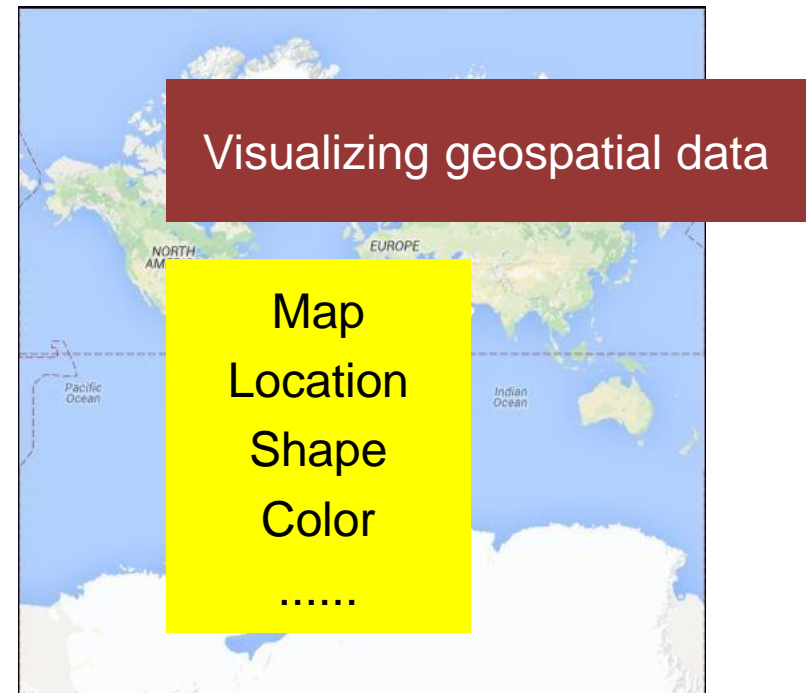 Visualizing geospatial data
NORTH
AM
EUROPE
Map
Location
Shape
Color
......
Pacific
Ocean
Indian
Ocean